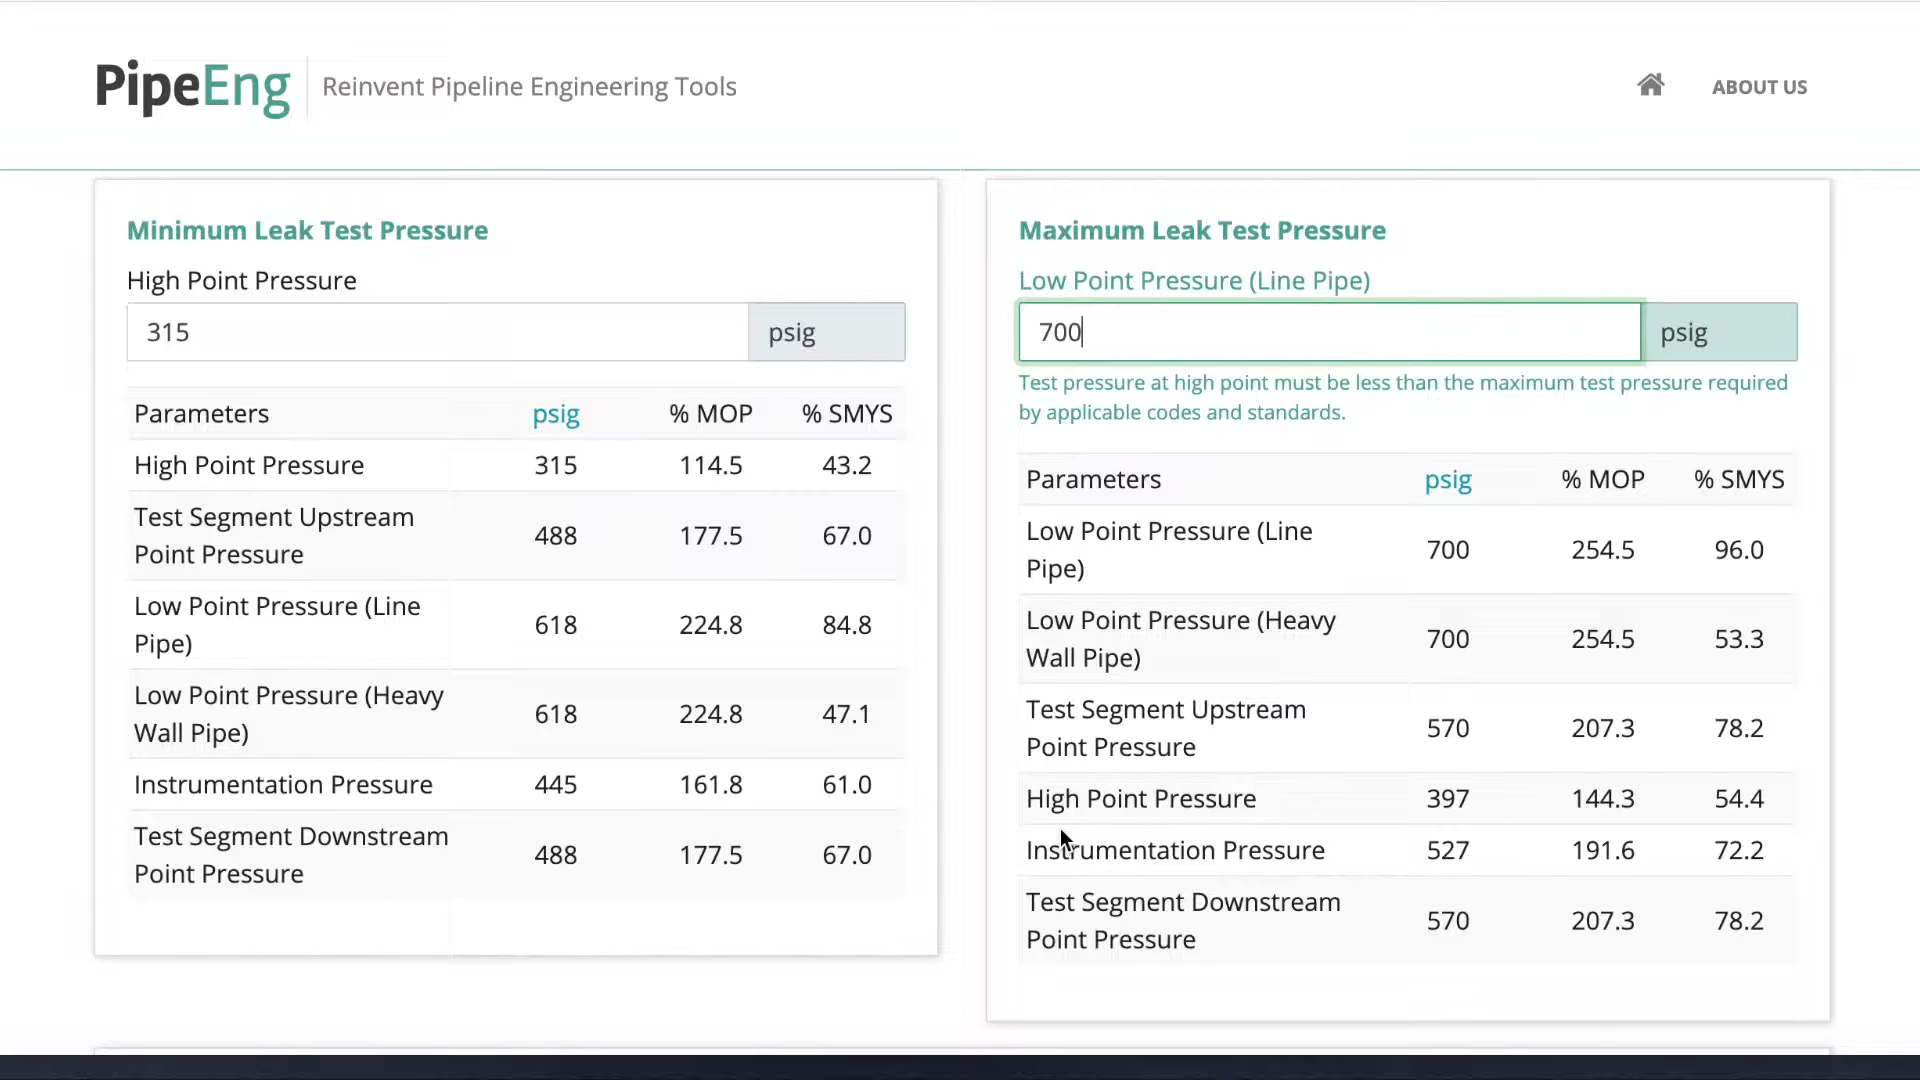 PipeEng Reinvent Pipeline Engineering Tools ABOUT US
Minimum Leak Test Pressure
High Point Pressure
315 psig
Parameters psig % MOP % SMYS
High Point Pressure 315 114.5 43.2
Test Segment Upstream
Point Pressure 488 177.5 67.0
Low Point Pressure (Line
Pipe) 618 224.8 84.8
Low Point Pressure (Heavy
Wall Pipe) 618 224.8 47.1
Instrumentation Pressure 445 161.8 61.0
Test Segment Downstream
Point Pressure 488 177.5 67.0
Maximum Leak Test Pressure
Low Point Pressure (Line Pipe)
700 psig
Test pressure at high point must be less than the maximum test pressure required
by applicable codes and standards.
Parameters psig % MOP % SMYS
Low Point Pressure (Line
Pipe) 700 254.5 96.0
Low Point Pressure (Heavy
Wall Pipe) 700 254.5 53.3
Test Segment Upstream
Point Pressure 570 207.3 78.2
High Point Pressure 397 144.3 54.4
Instrumentation Pressure 527 191.6 72.2
Test Segment Downstream
Point Pressure 570 207.3 78.2